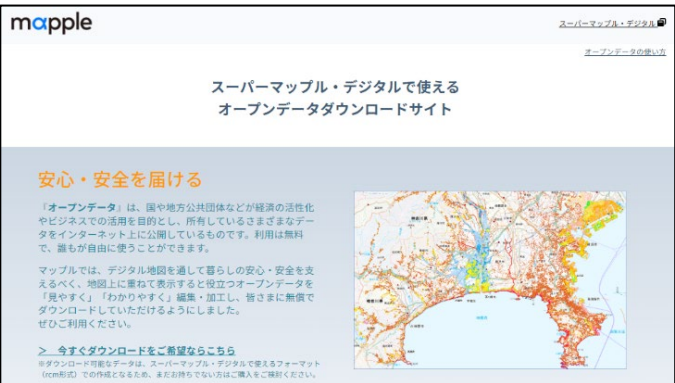 mapple
スーパーマップル・デジタル
オープンデータの使い方
スーパーマップル・デジタルで使える
オープンデータダウンロードサイト
安心・安全を届ける
『オープンデータ』は、国や地方公共団体などが経済の活性化
やビジネスでの活用を目的とし、所有しているさまざまなデー
タをインターネット上に公開しているものです。利用は無料
で、誰もが自由に使うことができます。
マップルでは、デジタル地図を通して暮らしの安心・安全を支
えるべく、地図上に重ねて表示すると役立つオープンデータを
「見やすく」「わかりやすく」編集・加工し、皆さまに無償で
ダウンロードしていただけるようにしました。
ぜひご利用ください。
＞ 今すぐダウンロードをご希望ならこちら
※ダウンロード可能なデータは、スーパーマップル・デジタルで使えるフォーマット
（rcm形式）での作成となるため、まだお持ちでない方はご購入をご検討ください。